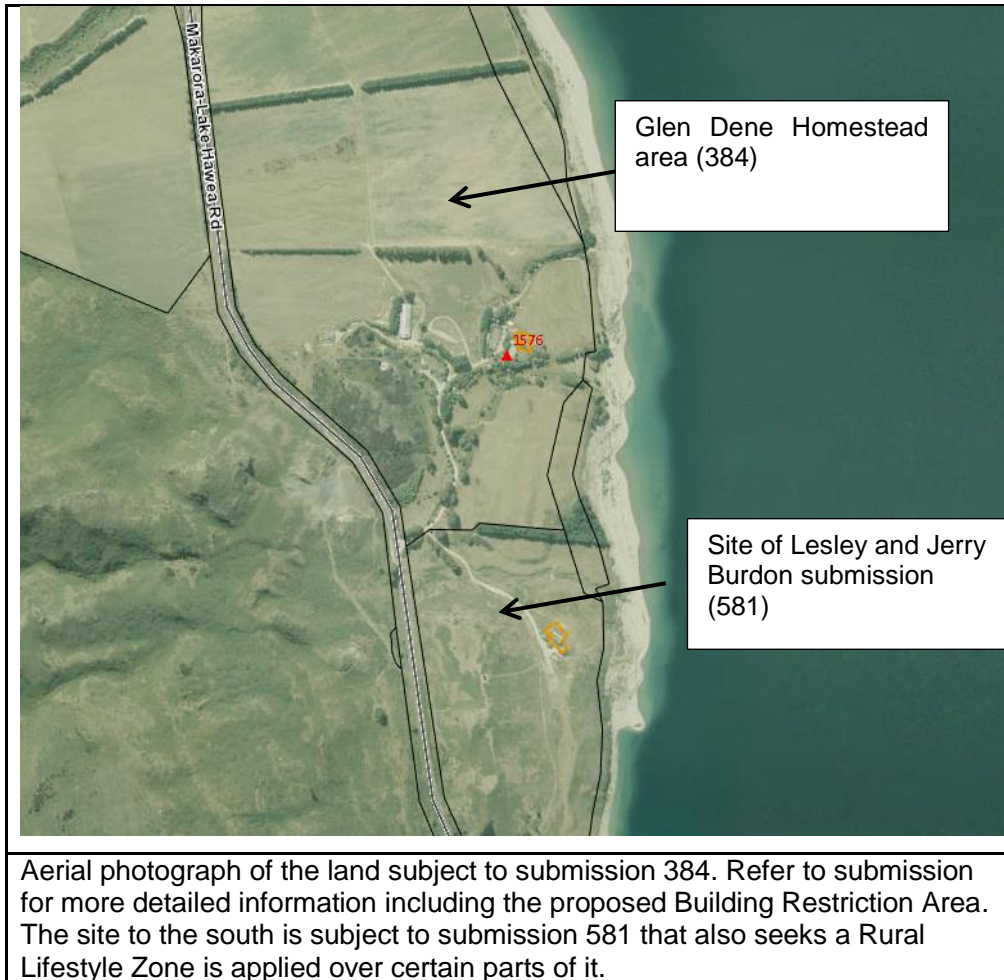 Makarora-Lake Hawea Rd
Glen Dene Homestead
area (384)
1576
Site of Lesley and Jerry
Burdon submission
(581)
Aerial photograph of the land subject to submission 384. Refer to submission
for more detailed information including the proposed Building Restriction Area.
The site to the south is subject to submission 581 that also seeks a Rural
Lifestyle Zone is applied over certain parts of it.